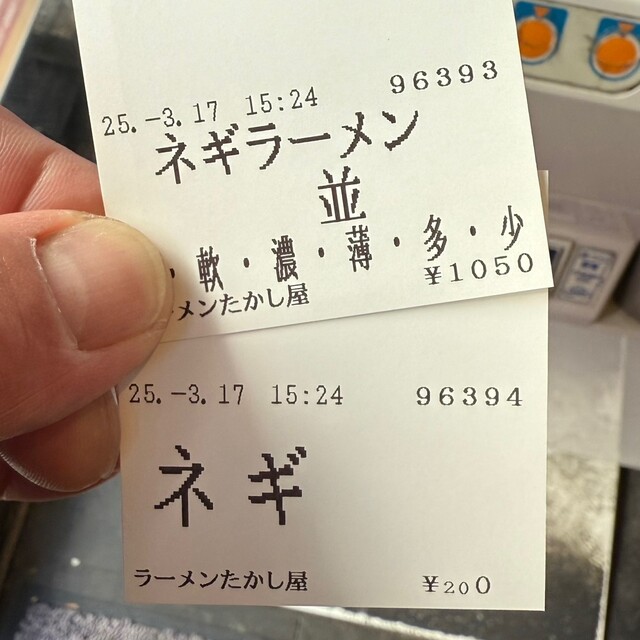 25.-3.17 15:24 96393
ネギラーメン
並
・軟・濃・薄・多・少
メンたかし屋 ¥1050
25.-3.17 15:24 96394
ネギ
ラーメンたかし屋 ¥200